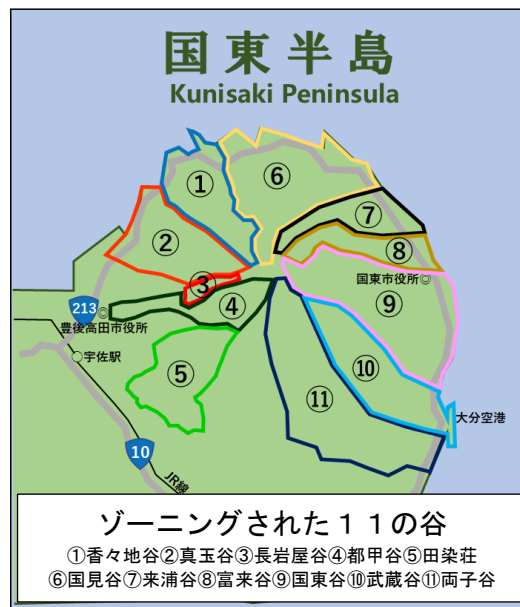 国東半島
Kunisaki Peninsula
①
⑥
②
⑦
⑧
③
国東市役所◎
④
⑨
213
◎
豊後高田市役所
○宇佐駅
⑤
⑩
⑪
大分空港
10
JR線
ゾーニングされた１１の谷
①香々地谷②真玉谷③長岩屋谷④都甲谷⑤田染荘
⑥国見谷⑦来浦谷⑧富来谷⑨国東谷⑩武蔵谷⑪両子谷